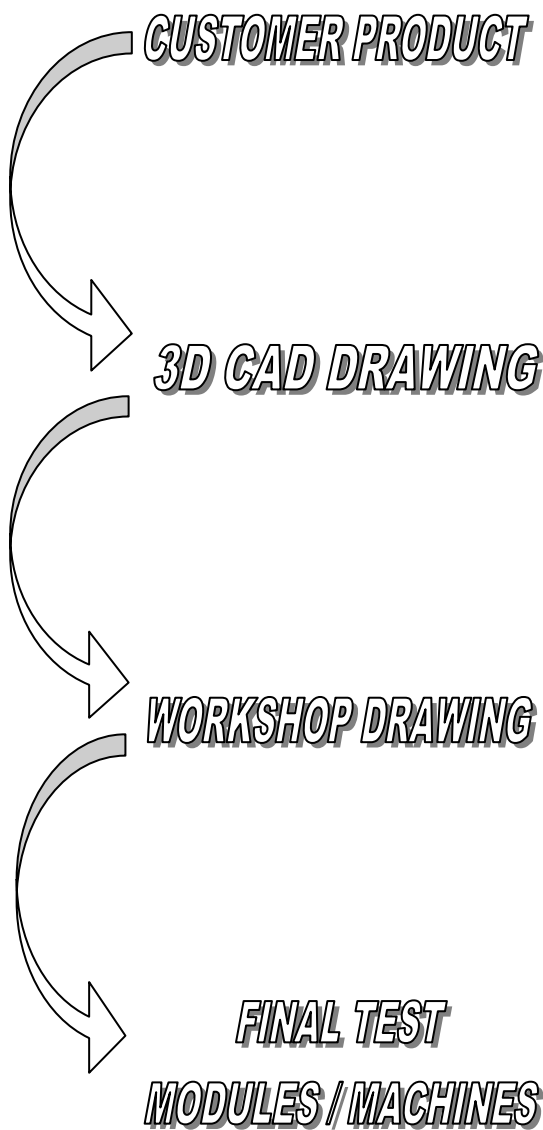 CUSTOMER PRODUCT
3D CAD DRAWING
WORKSHOP DRAWING
FINAL TEST
MODULES / MACHINES